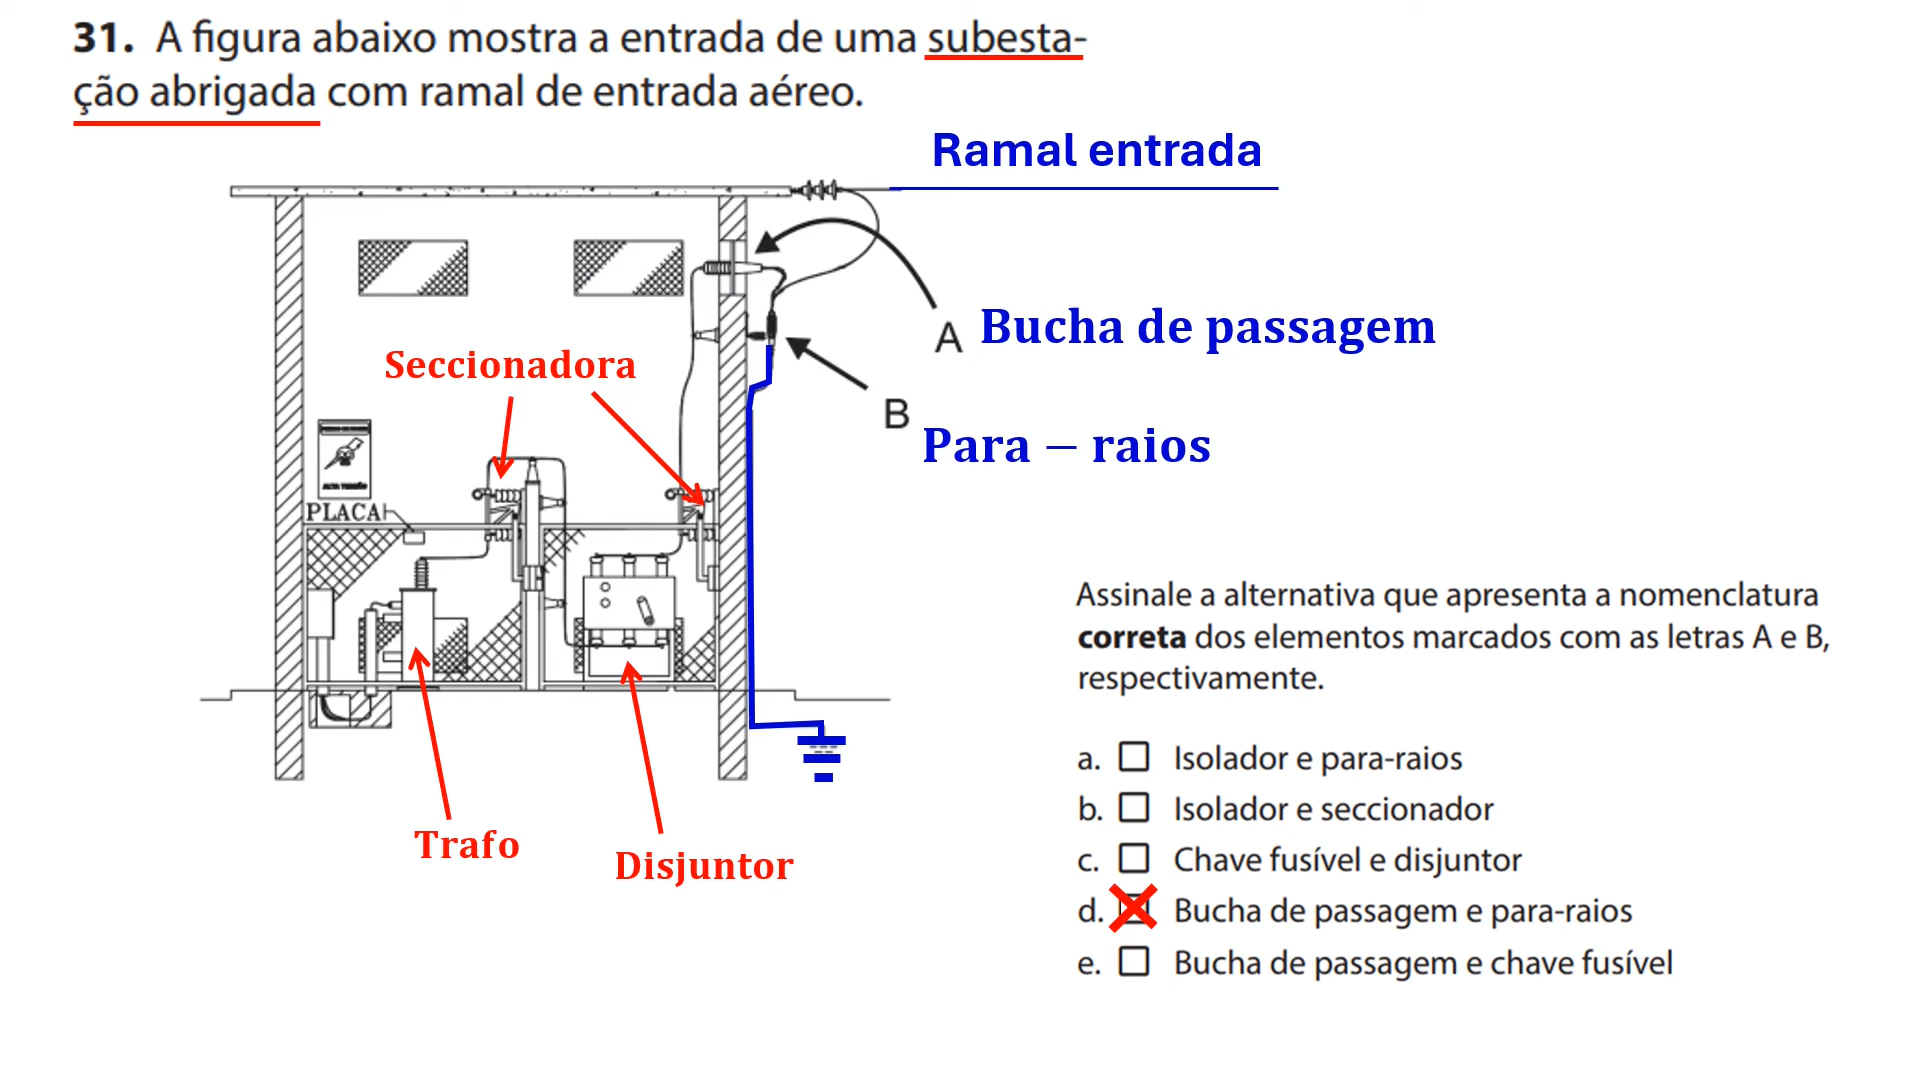 31. A figura abaixo mostra a entrada de uma subesta-
ção abrigada com ramal de entrada aéreo.
Ramal entrada
A Bucha de passagem
Seccionadora
B Para – raios
ALTA TENSÃO
PLACA
Trafo
Disjuntor
Assinale a alternativa que apresenta a nomenclatura
correta dos elementos marcados com as letras A e B,
respectivamente.
a. Isolador e para-raios
b. Isolador e seccionador
c. Chave fusível e disjuntor
d. Bucha de passagem e para-raios
e. Bucha de passagem e chave fusível